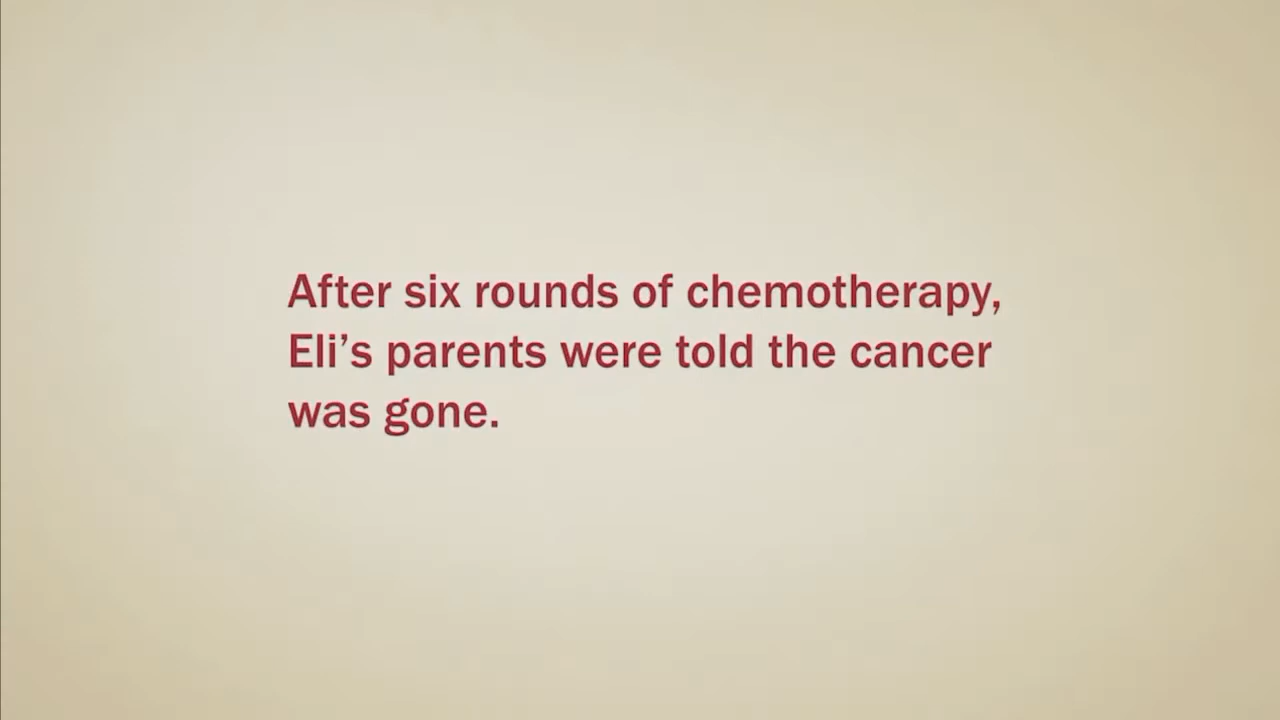 After six rounds of chemotherapy,
Eli’s parents were told the cancer
was gone.